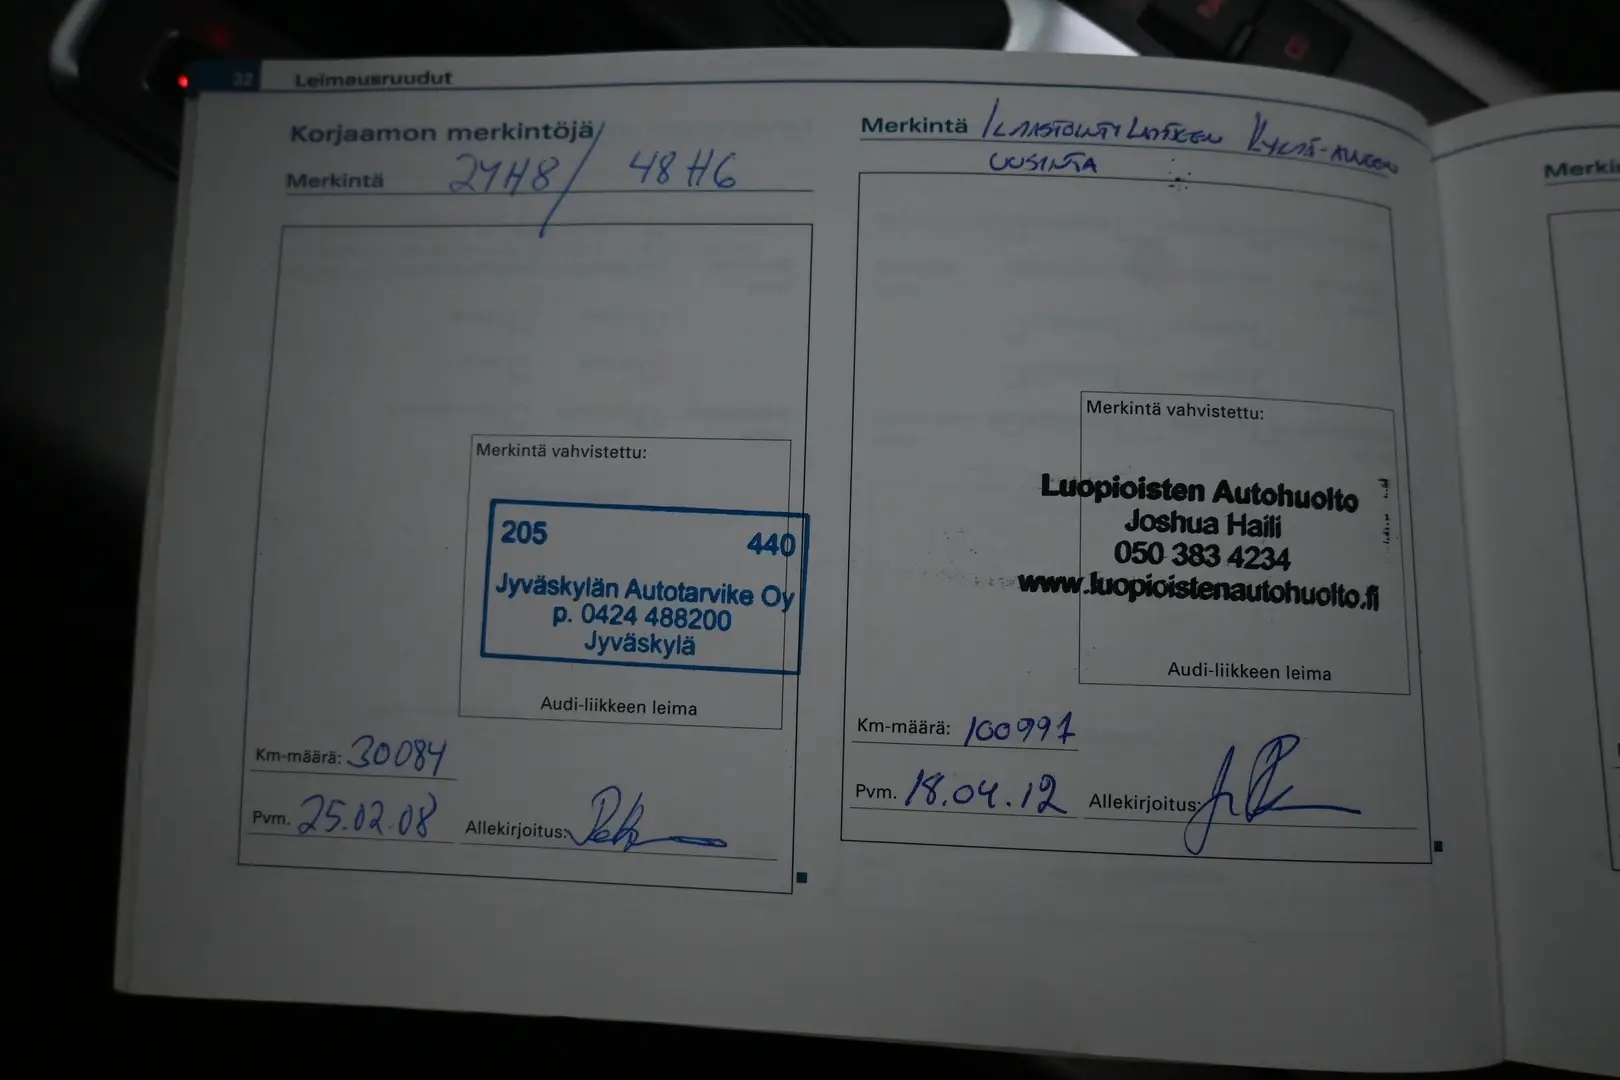 32 Leimausruudut
Korjaamon merkintöjä
Merkintä 24H8 / 48H6
Merkintä vahvistettu:
205 440
Jyväskylän Autotarvike Oy
p. 0424 488200
Jyväskylä
Audi-liikkeen leima
Km-määrä: 30084
Pvm. 25.02.08 Allekirjoitus:
Merkintä ILMASTOINTILAITTEEN
UUSINTA
Merkintä vahvistettu:
Luopioisten Autohuolto
Joshua Haili
050 383 4234
www.luopioistenautohuolto.fi
Audi-liikkeen leima
Km-määrä: 100997
Pvm. 18.04.12 Allekirjoitus: